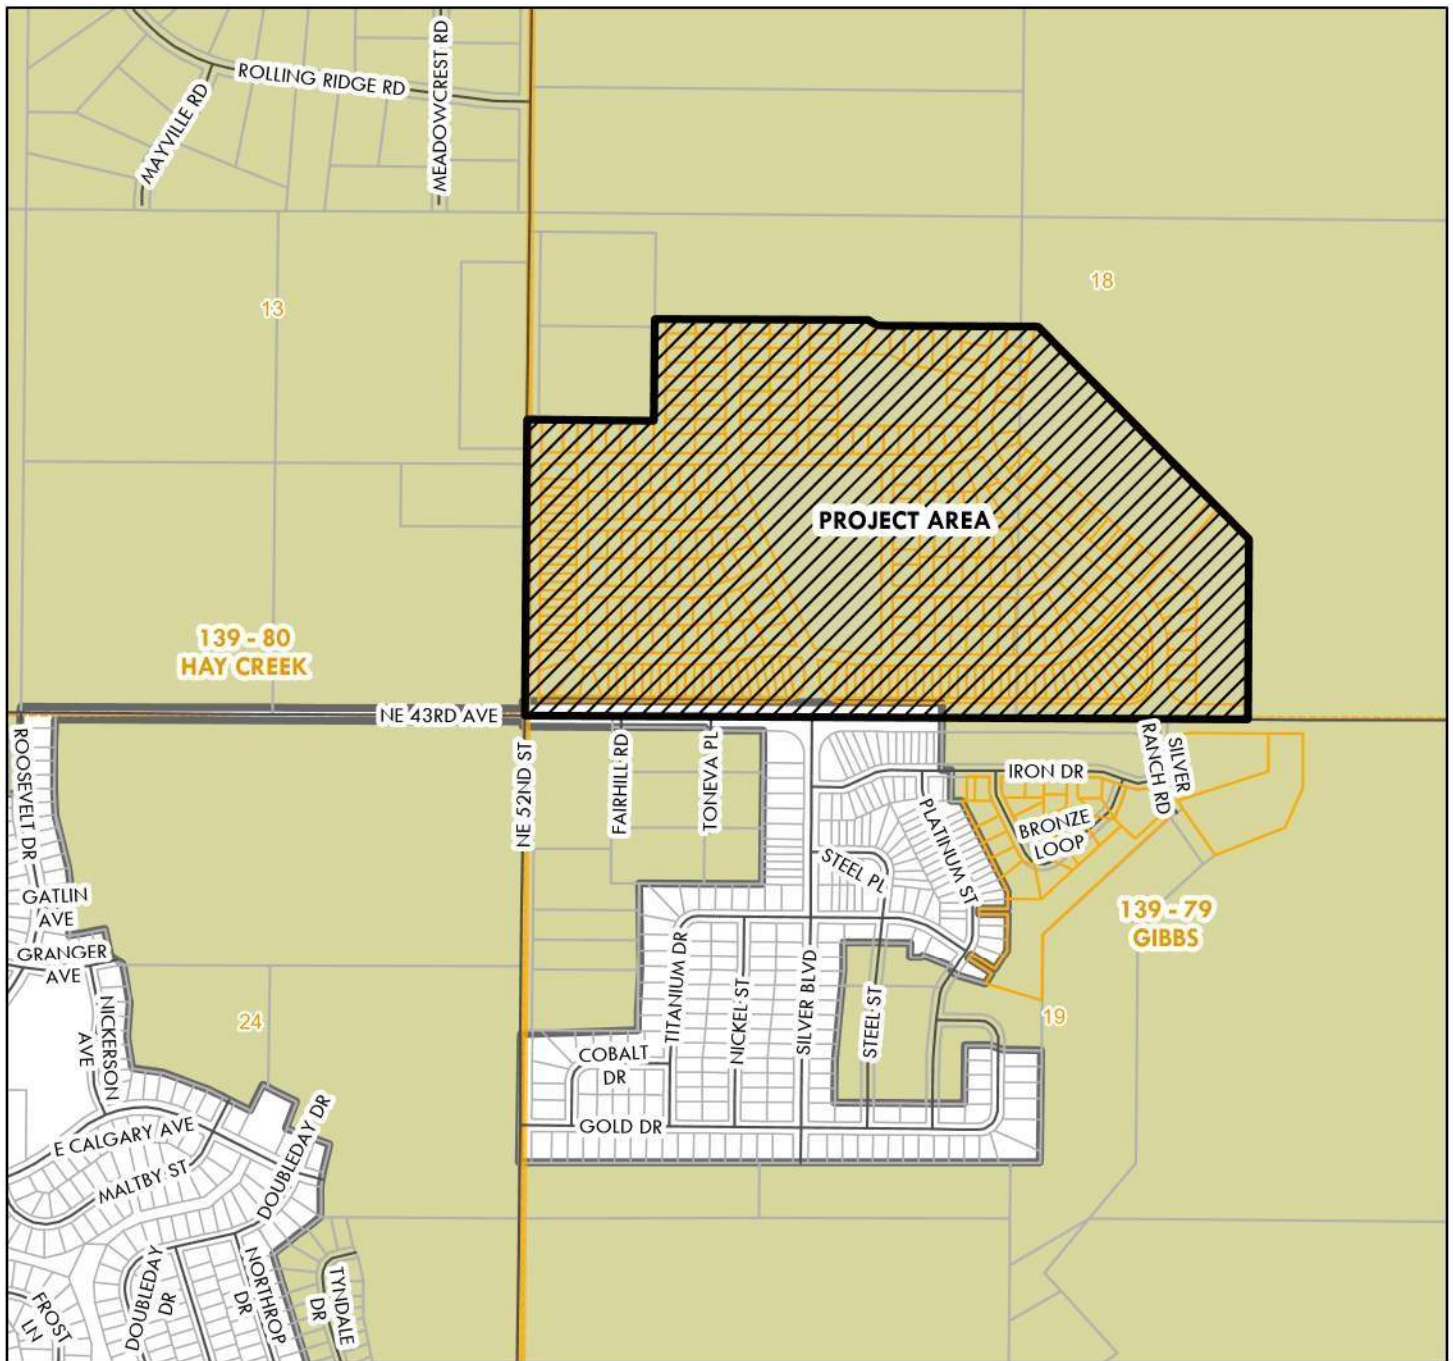 ROLLING RIDGE RD
MEADOWCREST RD
MAYVILLE RD
13
18
PROJECT AREA
139 - 80
HAY CREEK
NE 43RD AVE
ROOSEVELT DR
NE 52ND ST
FAIRHILL RD
TONEVA PL
SILVER
RANCH RD
IRON DR
BRONZE
LOOP
PLATINUM ST
STEEL PL
GATLIN
AVE
GRANGER
AVE
139 - 79
GIBBS
NICKERSON
AVE
24
19
TITANIUM DR
NICKEL ST
SILVER BLVD
STEEL ST
COBALT
DR
GOLD DR
E CALGARY AVE
MALTBY ST
DOUBLEDAY DR
DOUBLEDAY
DR
NORTHROP
DR
TYNDALE
DR
FROST
LN